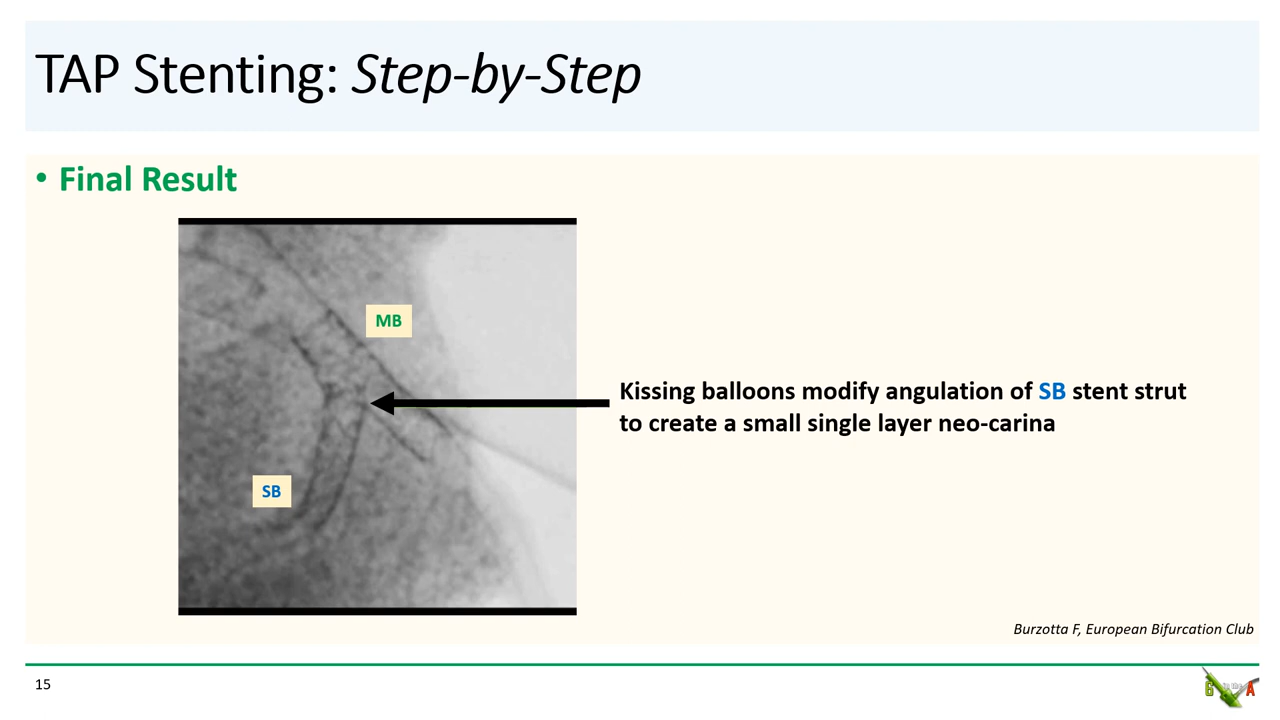 TAP Stenting: Step-by-Step
• Final Result
MB
Kissing balloons modify angulation of SB stent strut
to create a small single layer neo-carina
SB
Burzotta F, European Bifurcation Club
15